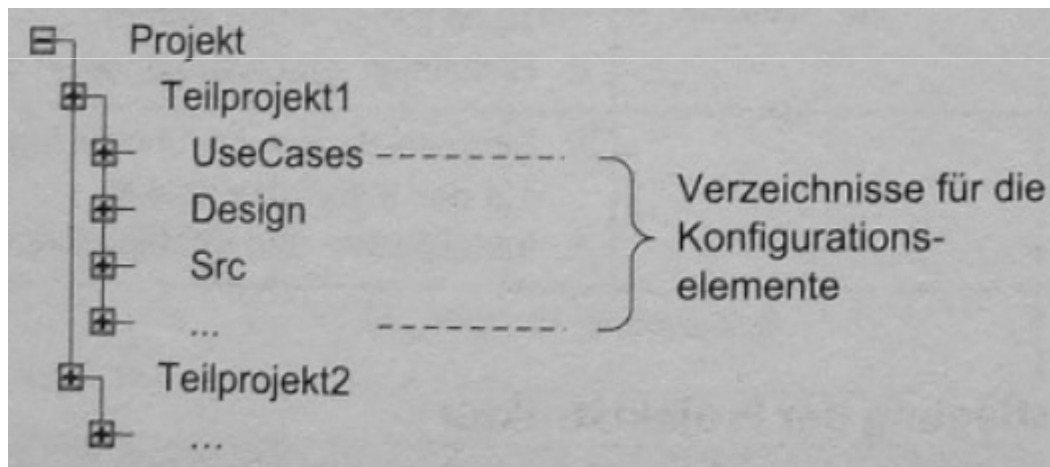 Projekt
Teilprojekt1
UseCases
Design
Src
...
Teilprojekt2
...
Verzeichnisse für die
Konfigurations-
elemente